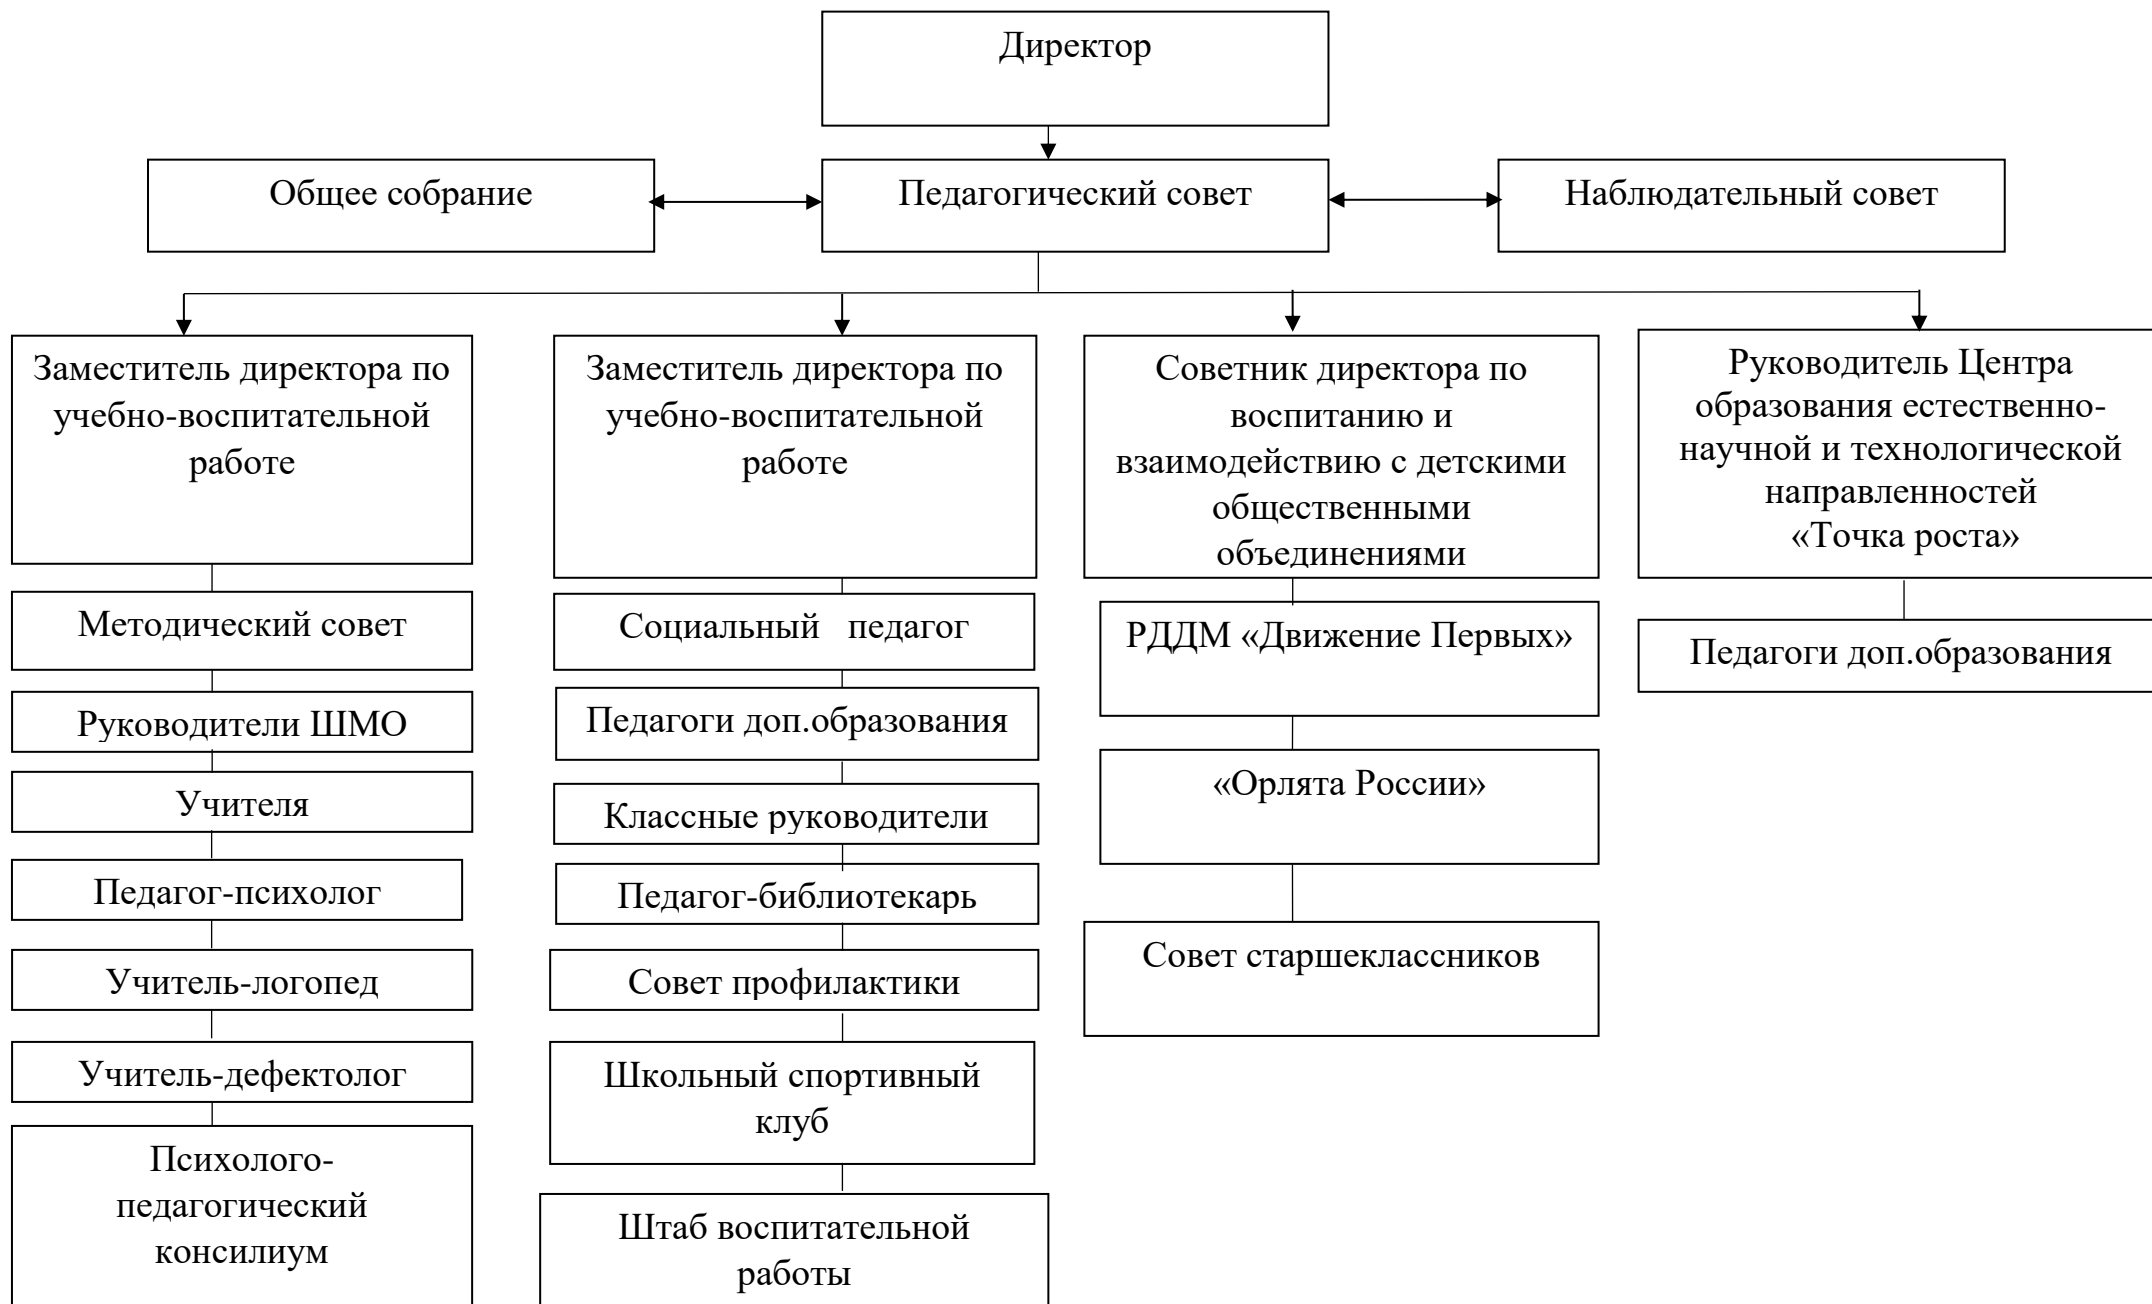 Директор
Общее собрание
Педагогический совет
Наблюдательный совет
Заместитель директора по
учебно-воспитательной
работе
Методический совет
Руководители ШМО
Учителя
Педагог-психолог
Учитель-логопед
Учитель-дефектолог
Психолого-
педагогический
консилиум
Заместитель директора по
учебно-воспитательной
работе
Социальный педагог
Педагоги доп.образования
Классные руководители
Педагог-библиотекарь
Совет профилактики
Школьный спортивный
клуб
Штаб воспитательной
работы
Советник директора по
воспитанию и
взаимодействию с детскими
общественными
объединениями
РДДМ «Движение Первых»
«Орлята России»
Совет старшеклассников
Руководитель Центра
образования естественно-
научной и технологической
направленностей
«Точка роста»
Педагоги доп.образования